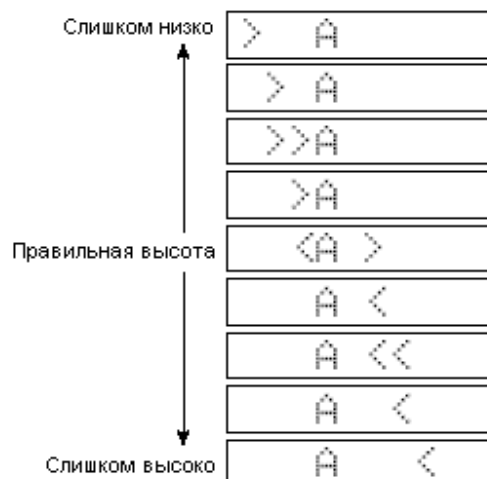 Слишком низко
> A
> A
>>A
>A
Правильная высота
<A >
A <
A <<
A <
Слишком высоко
A <